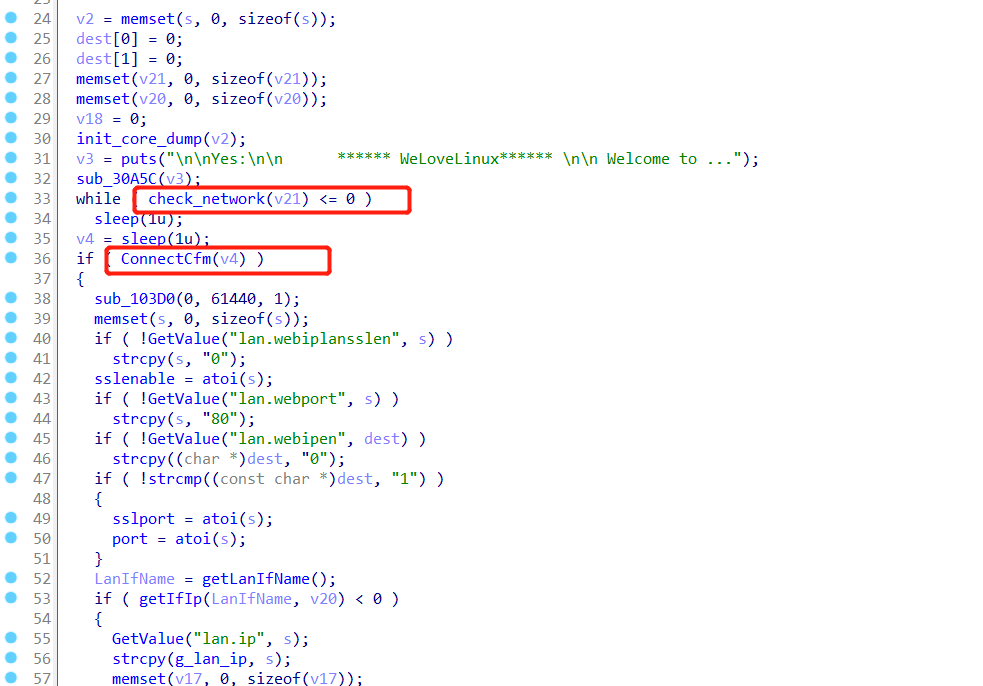 24 v2 = memset(s, 0, sizeof(s));
25 dest[0] = 0;
26 dest[1] = 0;
27 memset(v21, 0, sizeof(v21));
28 memset(v20, 0, sizeof(v20));
29 v18 = 0;
30 init_core_dump(v2);
31 v3 = puts("\n\nYes:\n\n      ****** WeLoveLinux****** \n\n Welcome to ...");
32 sub_30A5C(v3);
33 while ( check_network(v21) <= 0 )
34 sleep(1u);
35 v4 = sleep(1u);
36 if ( ConnectCfm(v4) )
37 {
38 sub_103D0(0, 61440, 1);
39 memset(s, 0, sizeof(s));
40 if ( !GetValue("lan.webiplansslen", s) )
41 strcpy(s, "0");
42 sslenable = atoi(s);
43 if ( !GetValue("lan.webport", s) )
44 strcpy(s, "80");
45 if ( !GetValue("lan.webipen", dest) )
46 strcpy((char *)dest, "0");
47 if ( !strcmp((const char *)dest, "1") )
48 {
49 sslport = atoi(s);
50 port = atoi(s);
51 }
52 LanIfName = getLanIfName();
53 if ( getIfIp(LanIfName, v20) < 0 )
54 {
55 GetValue("lan.ip", s);
56 strcpy(g_lan_ip, s);
57 memset(v17, 0, sizeof(v17));